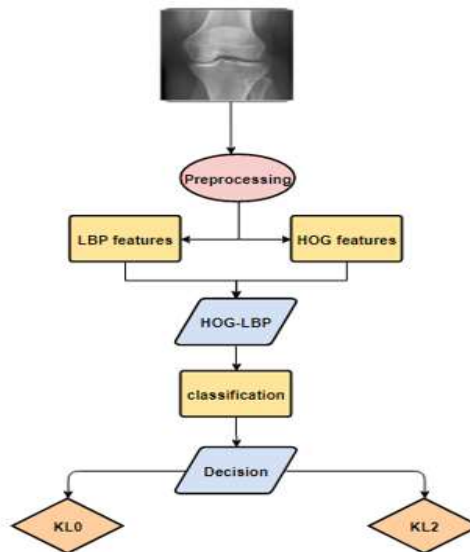 Preprocessing
LBP features
HOG features
HOG-LBP
classification
Decision
KL0
KL2